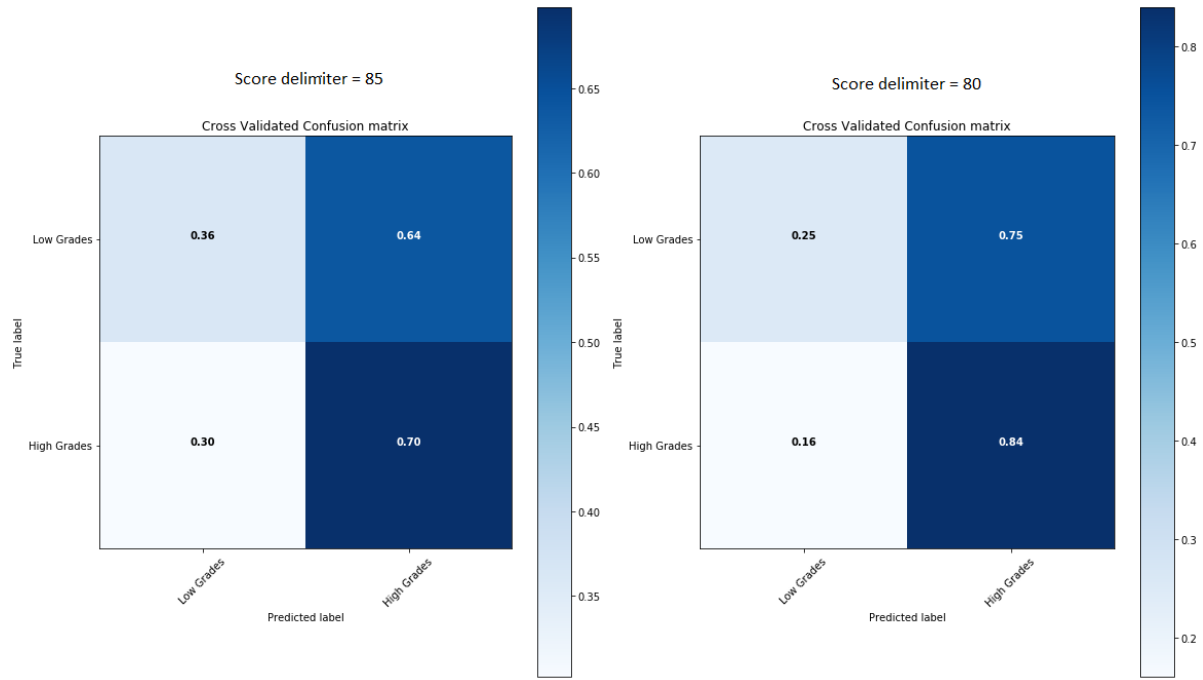 Score delimiter = 85
Cross Validated Confusion matrix
Low Grades
High Grades
True label
0.36
0.64
0.30
0.70
Low Grades
High Grades
Predicted label
0.65
0.60
0.55
0.50
0.45
0.40
0.35
Score delimiter = 80
Cross Validated Confusion matrix
Low Grades
High Grades
True label
0.25
0.75
0.16
0.84
Low Grades
High Grades
Predicted label
0.8
0.7
0.6
0.5
0.4
0.3
0.2